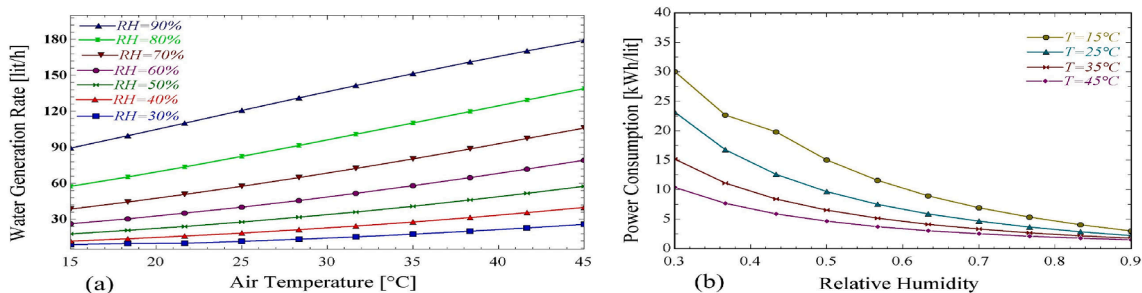 Water Generation Rate [lit/h]
180
150
120
90
60
30
RH=90%
RH=80%
RH=70%
RH=60%
RH=50%
RH=40%
RH=30%
15 20 25 30 35 40 45
(a) Air Temperature [°C]
Power Consumption [kWh/lit]
40
35
30
25
20
15
10
5
0
T=15°C
T=25°C
T=35°C
T=45°C
0.3 0.4 0.5 0.6 0.7 0.8 0.9
(b) Relative Humidity